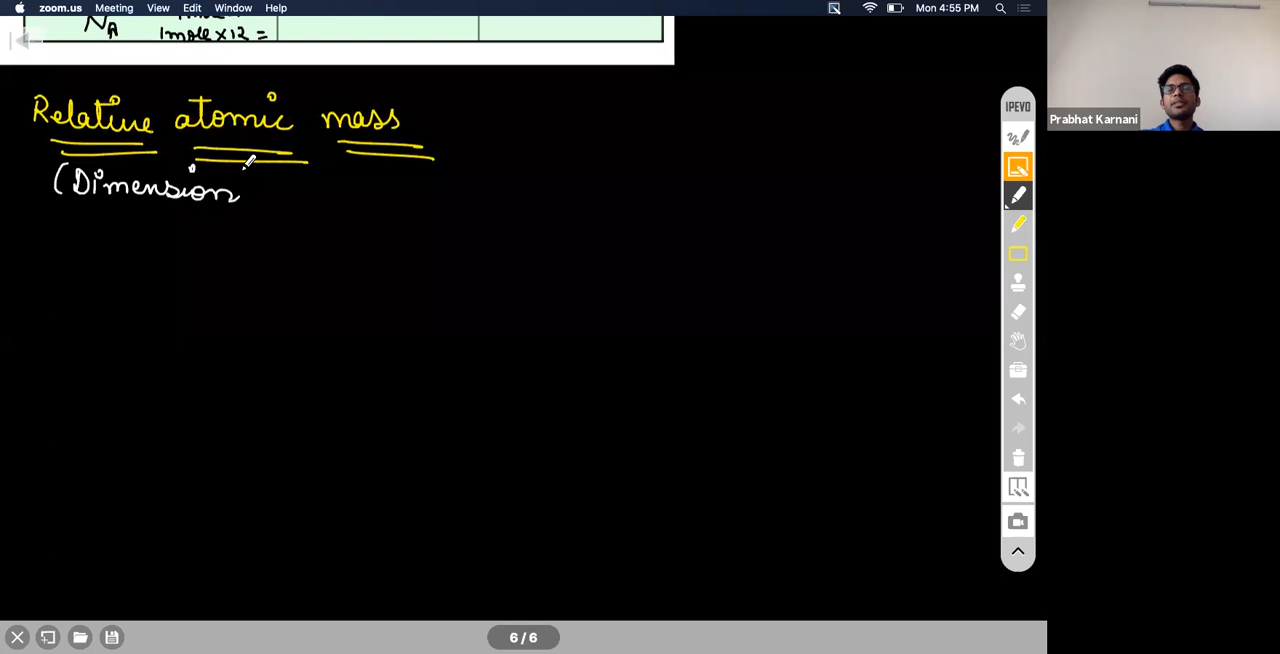 zoom.us Meeting View Edit Window Help Mon 4:55 PM
N_A
1mole×12 =
Relative atomic mass
(Dimension
IPEVO
Prabhat Karnani
6 / 6